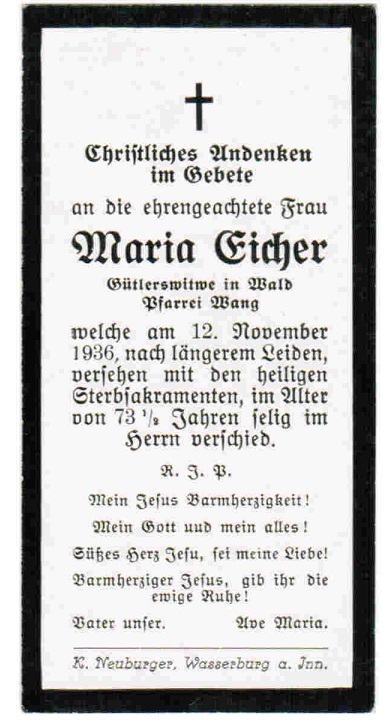 Christliches Andenken
im Gebete
an die ehrengeachtete Frau
Maria Eicher
Gütlerswitwe in Wald
Pfarrei Wang
welche am 12. November
1936, nach längerem Leiden,
versehen mit den heiligen
Sterbsakramenten, im Alter
von 73 1/2 Jahren selig im
Herrn verschied.
R. J. P.
Mein Jesus Barmherzigkeit!
Mein Gott uud mein alles!
Süßes Herz Jesu, sei meine Liebe!
Barmherziger Jesus, gib ihr die
ewige Ruhe!
Vater unser. Ave Maria.
K. Neuburger, Wasserburg a. Jnn.